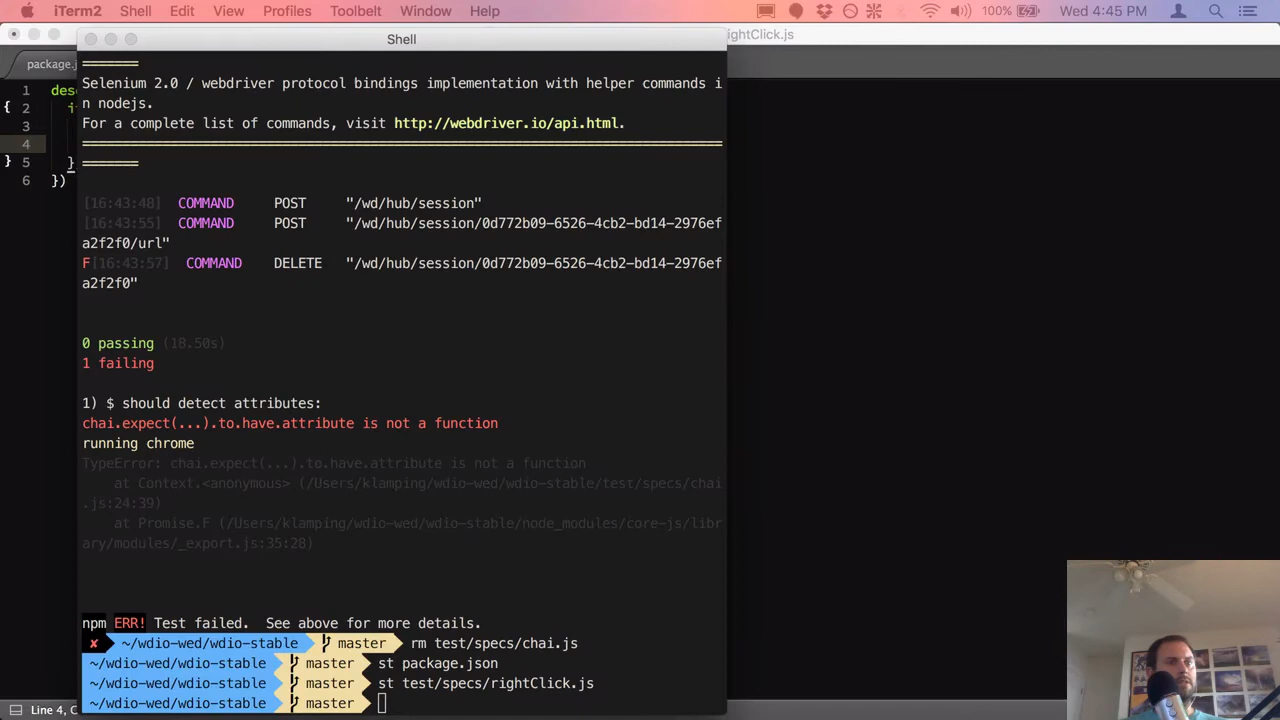 iTerm2 Shell Edit View Profiles Toolbelt Window Help 100% Wed 4:45 PM
Shell
rightClick.js
package.j
1 des
{ 2 i
3
4
} 5 }
6 })
=======
Selenium 2.0 / webdriver protocol bindings implementation with helper commands i
n nodejs.
For a complete list of commands, visit http://webdriver.io/api.html.
================================================================================
=======
[16:43:48] COMMAND POST "/wd/hub/session"
[16:43:55] COMMAND POST "/wd/hub/session/0d772b09-6526-4cb2-bd14-2976ef
a2f2f0/url"
F[16:43:57] COMMAND DELETE "/wd/hub/session/0d772b09-6526-4cb2-bd14-2976ef
a2f2f0"
0 passing (18.50s)
1 failing
1) $ should detect attributes:
chai.expect(...).to.have.attribute is not a function
running chrome
TypeError: chai.expect(...).to.have.attribute is not a function
at Context.<anonymous> (/Users/klamping/wdio-wed/wdio-stable/test/specs/chai
.js:24:39)
at Promise.F (/Users/klamping/wdio-wed/wdio-stable/node_modules/core-js/libr
ary/modules/_export.js:35:28)
npm ERR! Test failed. See above for more details.
✘ ~/wdio-wed/wdio-stable master rm test/specs/chai.js
~/wdio-wed/wdio-stable master st package.json
~/wdio-wed/wdio-stable master st test/specs/rightClick.js
~/wdio-wed/wdio-stable master
Line 4, C